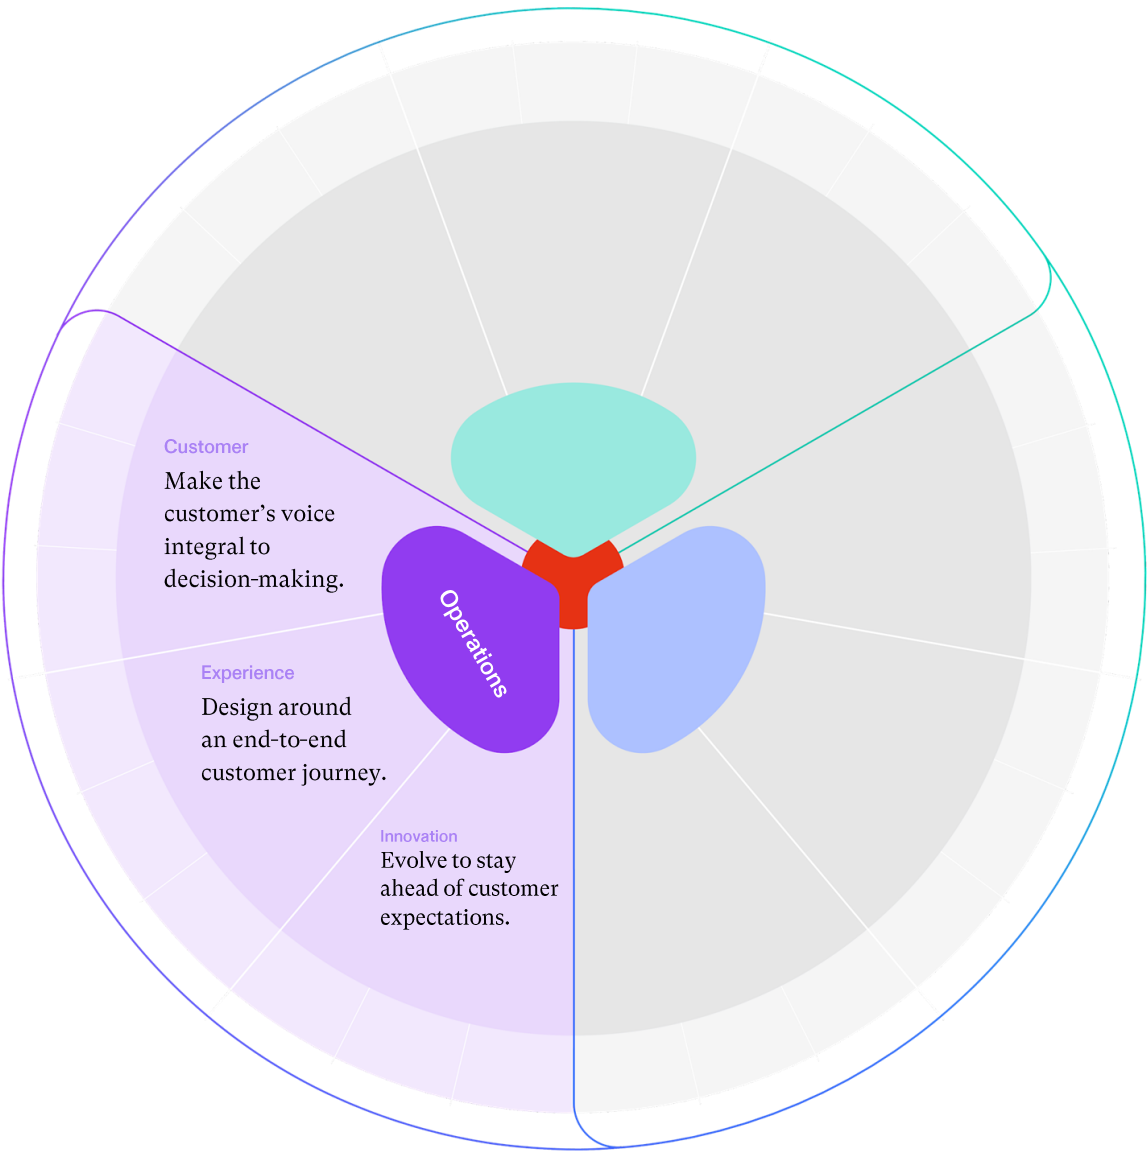 Customer
Make the
customer’s voice
integral to
decision-making.
Operations
Experience
Design around
an end-to-end
customer journey.
Innovation
Evolve to stay
ahead of customer
expectations.